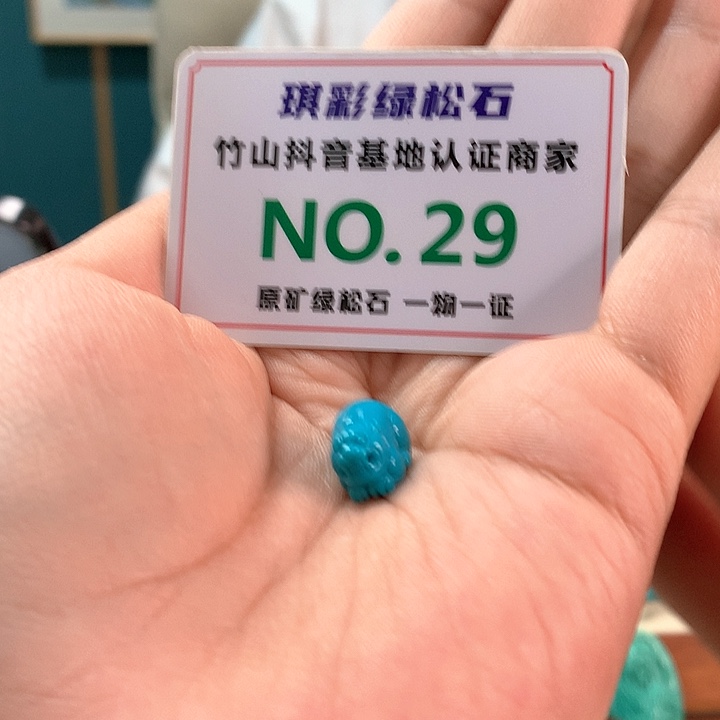 琪彩绿松石
竹山抖音基地认证商家
NO.29
原矿绿松石 一物一证